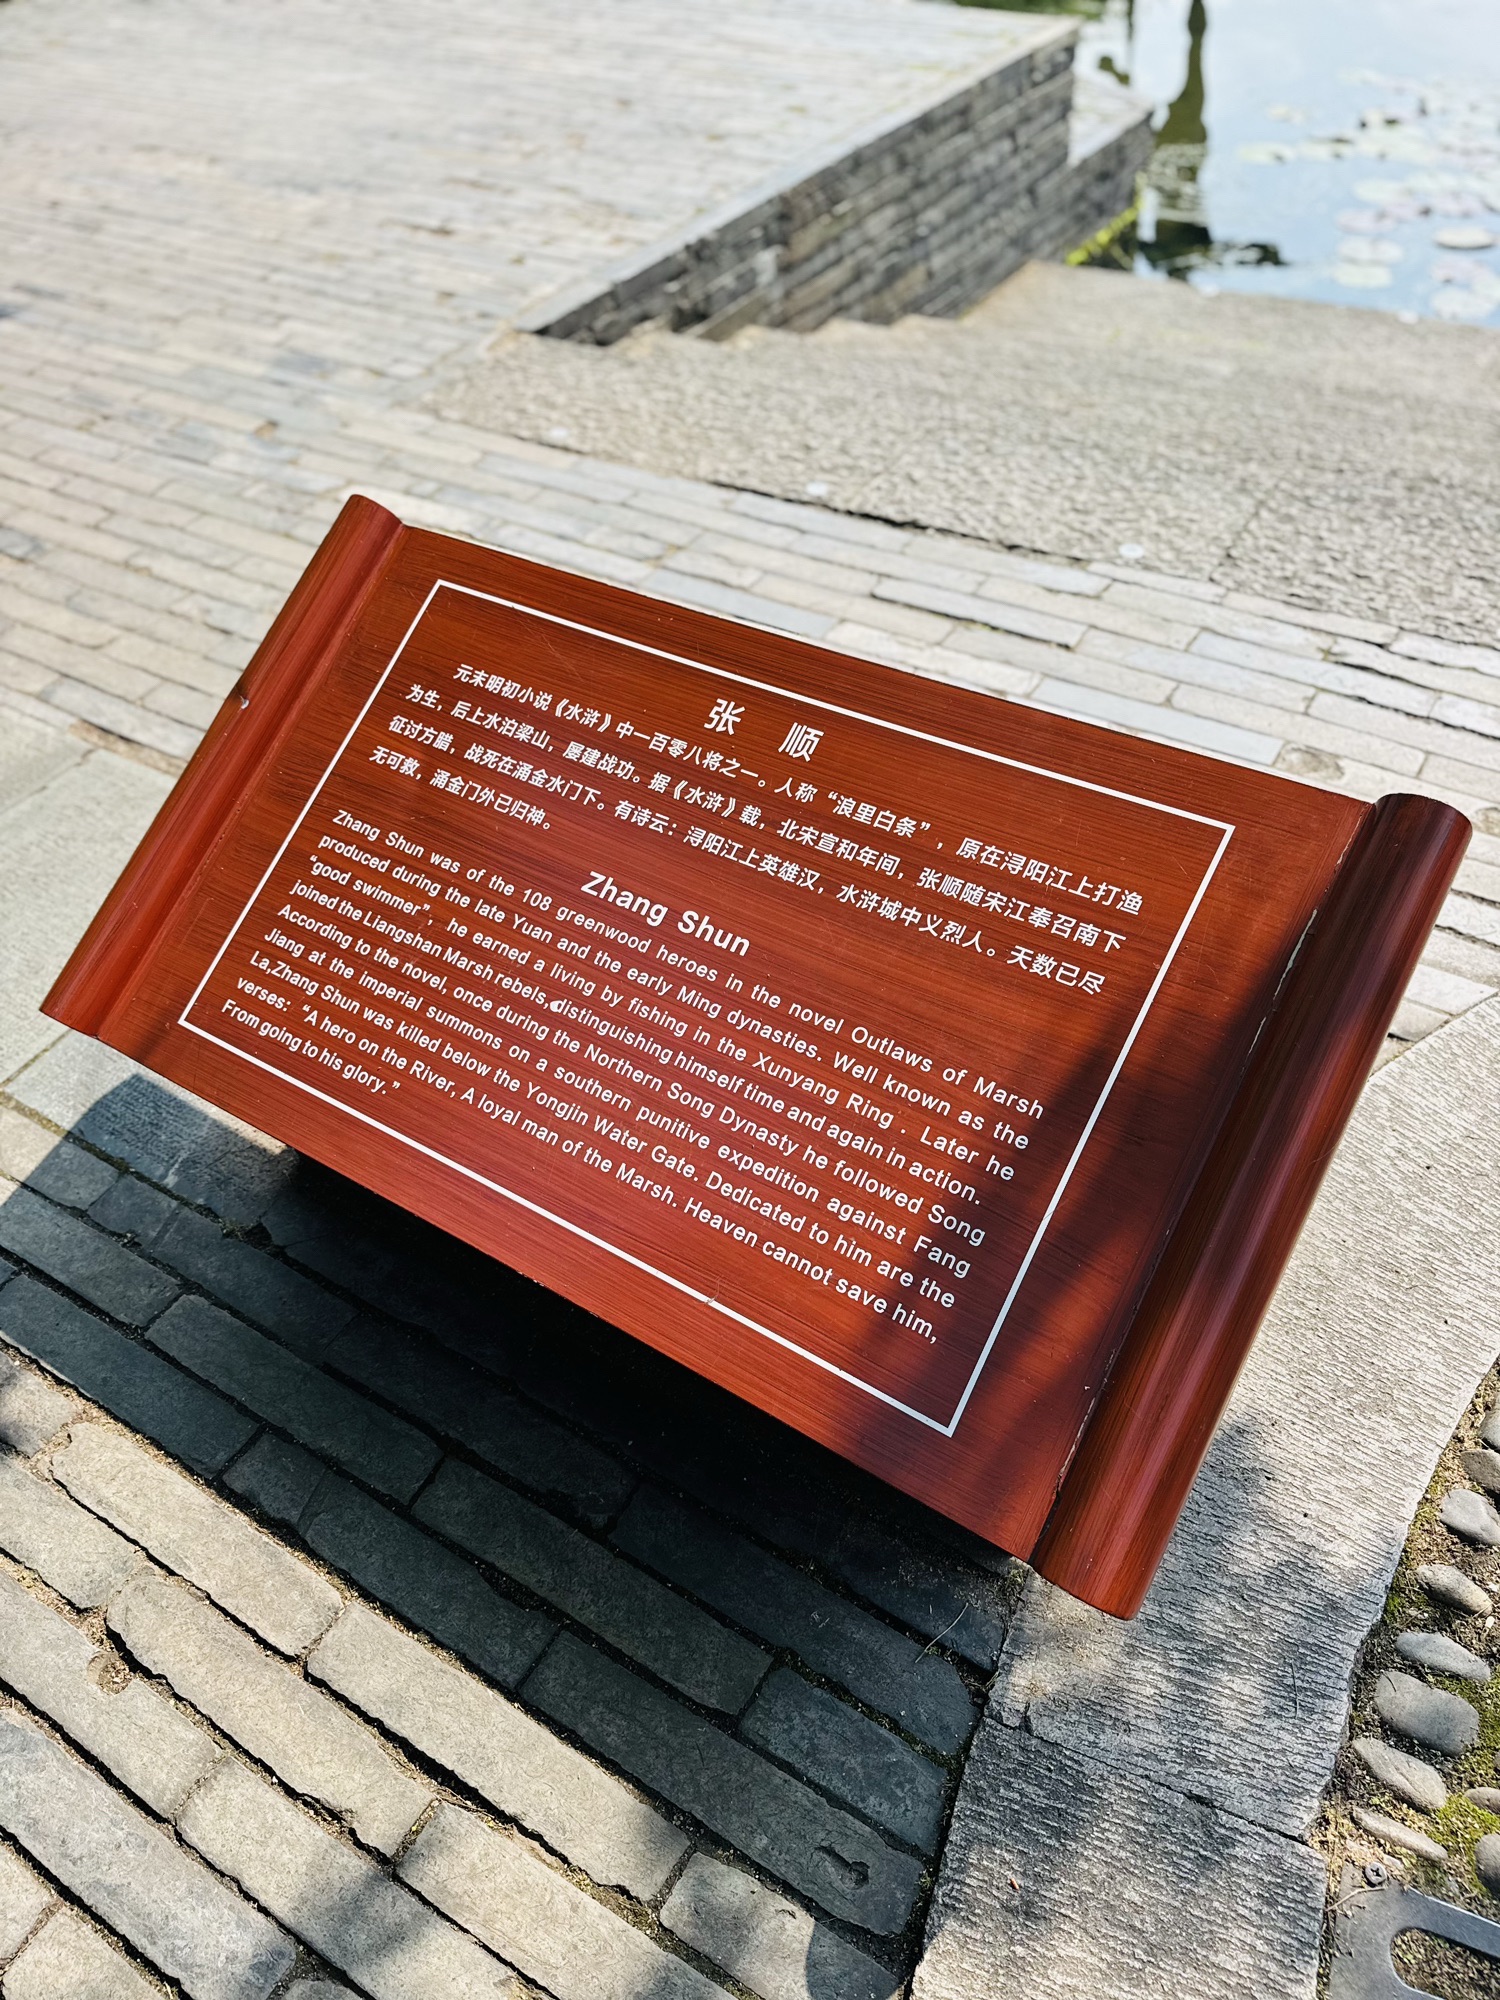 张 顺
元末明初小说《水浒》中一百零八将之一。人称“浪里白条”,原在浔阳江上打渔
为生,后上水泊梁山,屡建战功。据《水浒》载,北宋宣和年间,张顺随宋江奉召南下
征讨方腊,战死在涌金水门下。有诗云:浔阳江上英雄汉,水浒城中义烈人。天数已尽
无可救,涌金门外已归神。
Zhang Shun
Zhang Shun was of the 108 greenwood heroes in the novel Outlaws of Marsh
produced during the late Yuan and the early Ming dynasties. Well known as the
“good swimmer”, he earned a living by fishing in the Xunyang Ring . Later he
joined the Liangshan Marsh rebels,distinguishing himself time and again in action.
According to the novel, once during the Northern Song Dynasty he followed Song
Jiang at the imperial summons on a southern punitive expedition against Fang
La,Zhang Shun was killed below the Yongjin Water Gate. Dedicated to him are the
verses: “A hero on the River, A loyal man of the Marsh. Heaven cannot save him,
From going to his glory.”